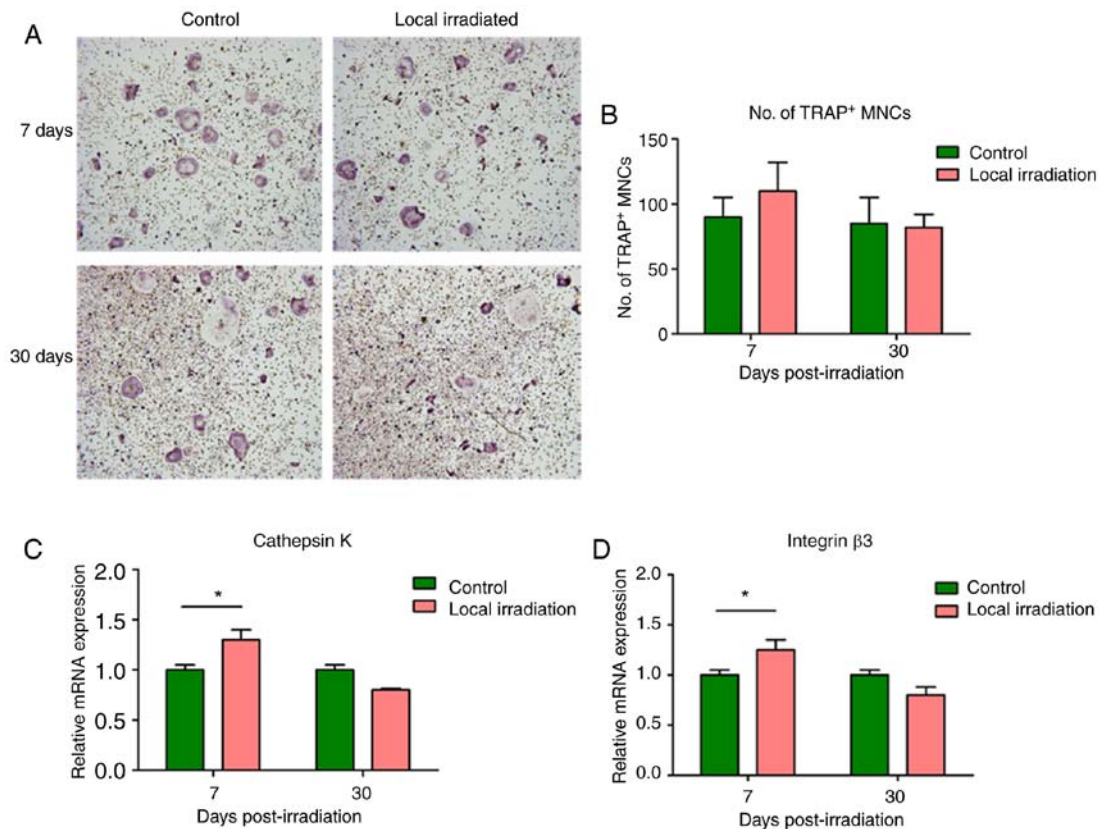 A
Control
Local irradiated
7 days
30 days
B
No. of TRAP⁺ MNCs
No. of TRAP⁺ MNCs
150
100
50
0
7
30
Days post-irradiation
Control
Local irradiation
C
Cathepsin K
Relative mRNA expression
2.0
1.5
1.0
0.5
0.0
*
7
30
Days post-irradiation
Control
Local irradiation
D
Integrin β3
Relative mRNA expression
2.0
1.5
1.0
0.5
0.0
*
7
30
Days post-irradiation
Control
Local irradiation